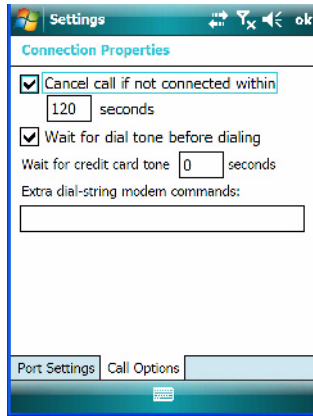 Settings ok
Connection Properties
Cancel call if not connected within
120 seconds
Wait for dial tone before dialing
Wait for credit card tone 0 seconds
Extra dial-string modem commands:
Port Settings Call Options